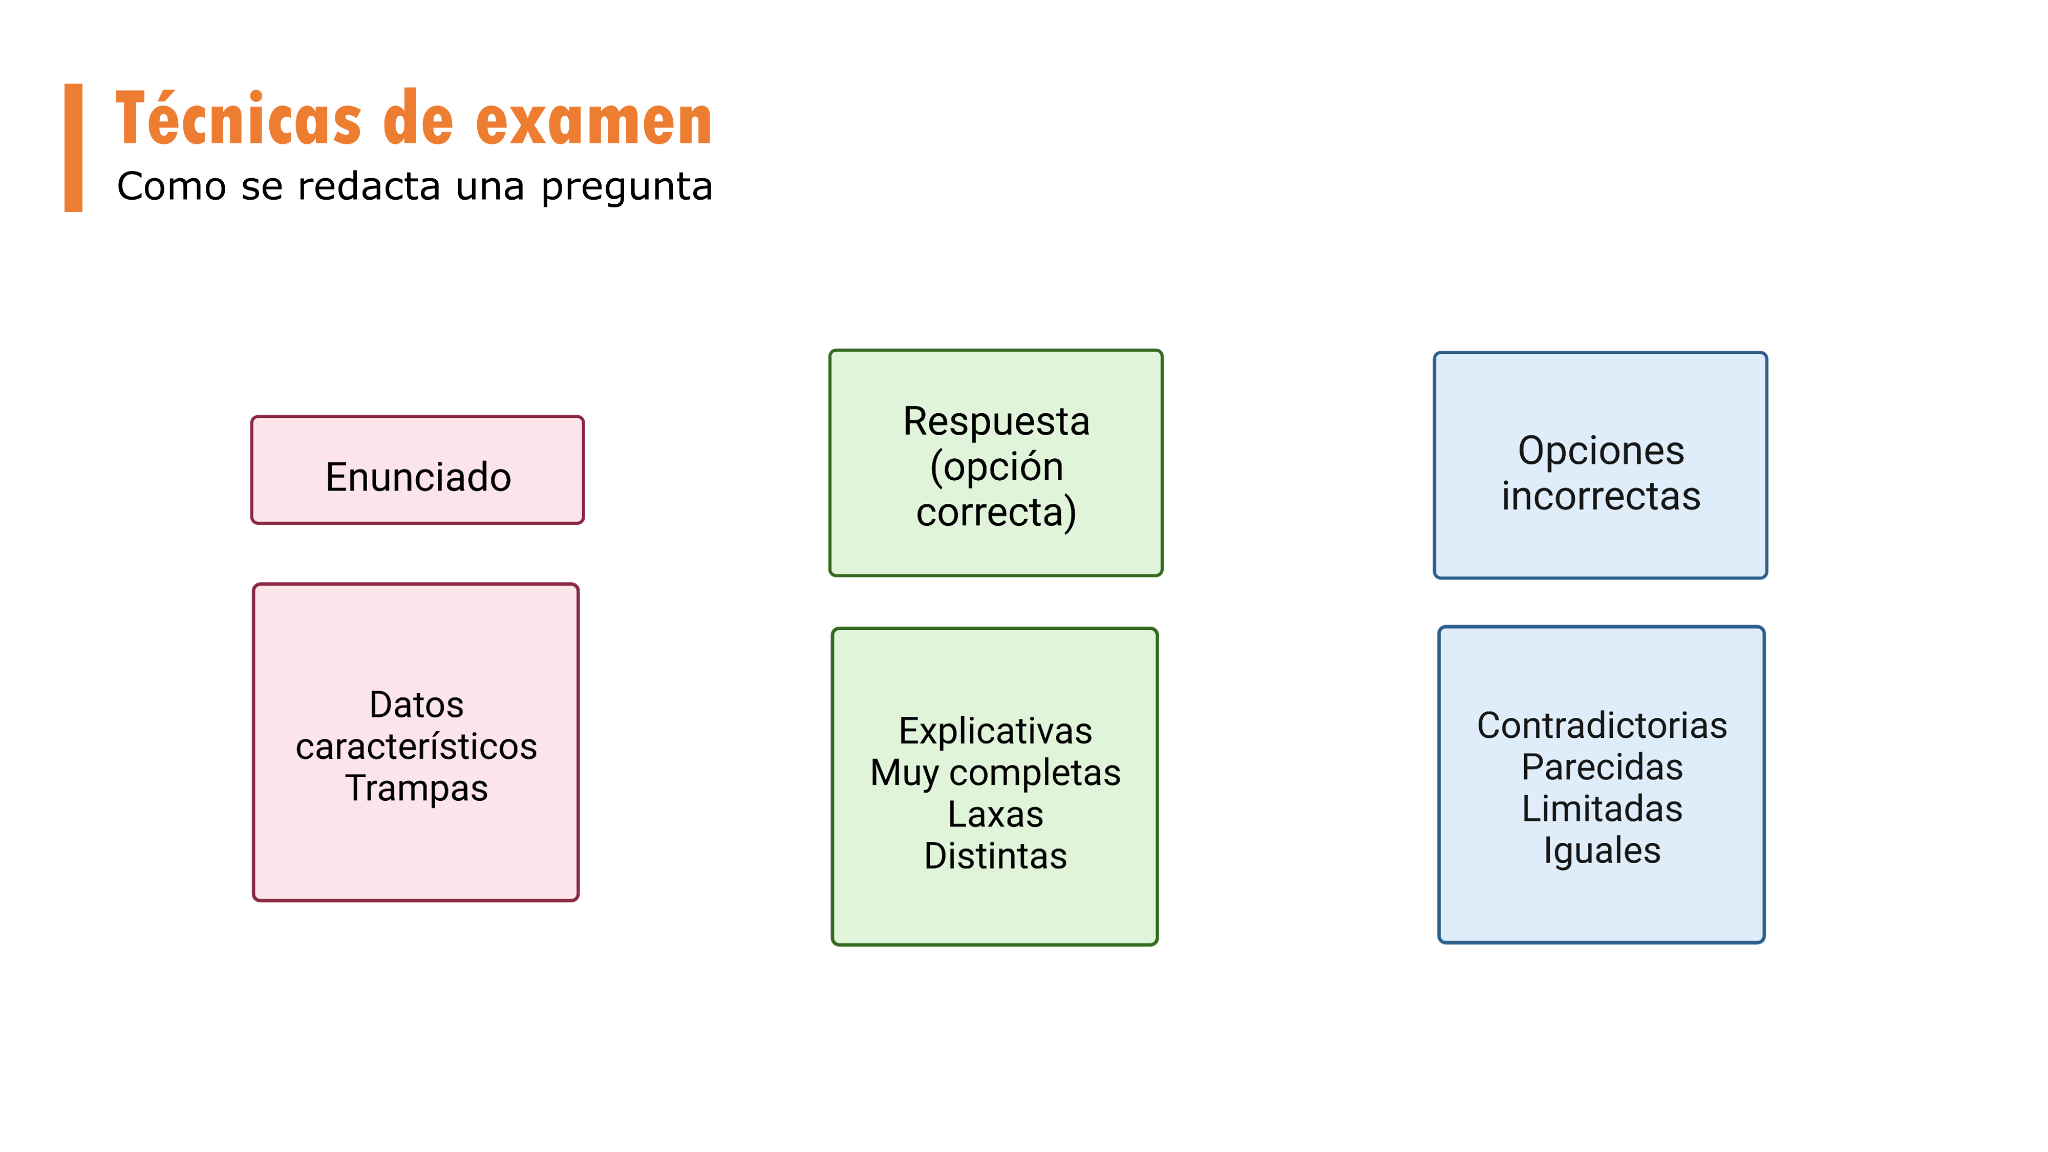 Técnicas de examen
Como se redacta una pregunta
Enunciado
Datos
característicos
Trampas
Respuesta
(opción
correcta)
Explicativas
Muy completas
Laxas
Distintas
Opciones
incorrectas
Contradictorias
Parecidas
Limitadas
Iguales